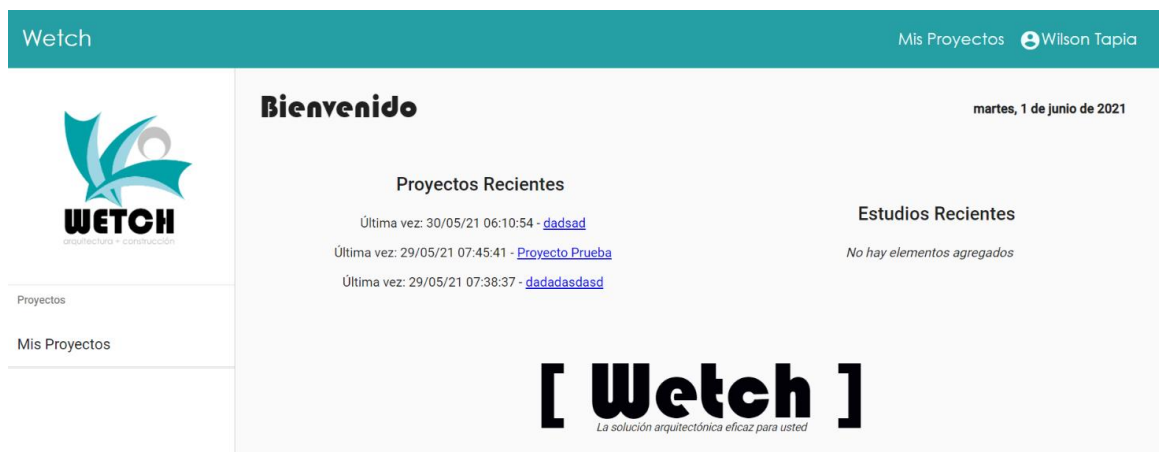 Wetch
Mis Proyectos Wilson Tapia
WETCH
arquitectura + construcción
Proyectos
Mis Proyectos
Bienvenido
martes, 1 de junio de 2021
Proyectos Recientes
Última vez: 30/05/21 06:10:54 - dadsad
Última vez: 29/05/21 07:45:41 - Proyecto Prueba
Última vez: 29/05/21 07:38:37 - dadadasdasd
Estudios Recientes
No hay elementos agregados
[ Wetch ]
La solución arquitectónica eficaz para usted